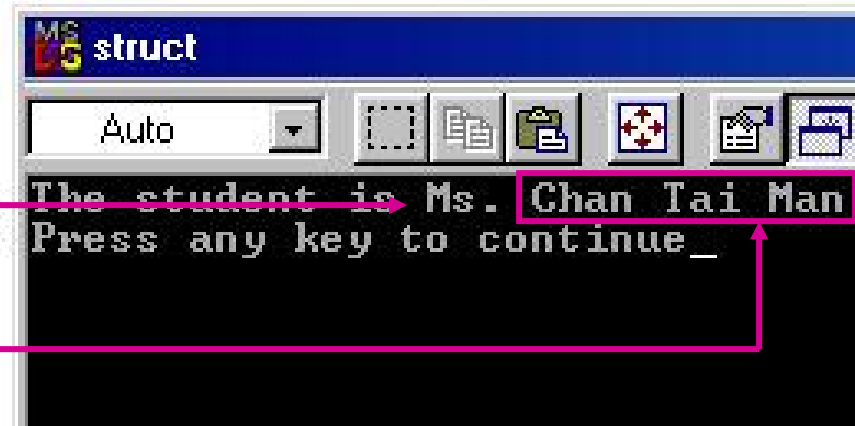 struct
Auto
The student is Ms. Chan Tai Man
Press any key to continue_